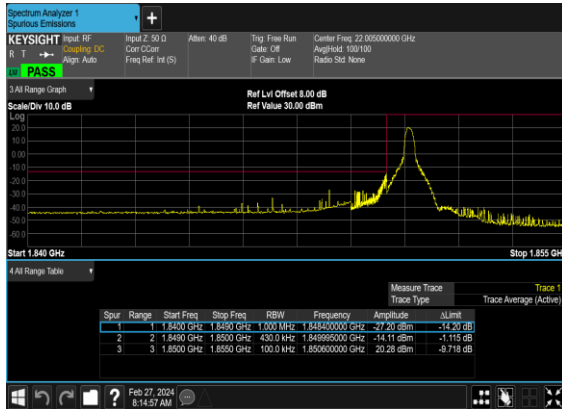 Spectrum Analyzer 1
Spurious Emissions
KEYSIGHT Input: RF Input Z: 50 Ω Atten: 40 dB Trig: Free Run Center Freq: 22.005000000 GHz
R T Coupling: DC Corr CCorr Gate: Off Avg|Hold: 100/100
Align: Auto Freq Ref: Int (S) IF Gain: Low Radio Std: None
LU PASS
3 All Range Graph
Ref Lvl Offset 8.00 dB
Scale/Div 10.0 dB Ref Value 30.00 dBm
Log
20.0
10.0
0.00
-10.0
-20.0
-30.0
-40.0
-50.0
-60.0
Start 1.840 GHz Stop 1.855 GH
4 All Range Table
Measure Trace Trace 1
Trace Type Trace Average (Active)
Spur Range Start Freq Stop Freq RBW Frequency Amplitude ΔLimit
1 1 1.8400 GHz 1.8490 GHz 1.000 MHz 1.848400000 GHz -27.20 dBm -14.20 dB
2 2 1.8490 GHz 1.8500 GHz 430.0 kHz 1.849995000 GHz -14.11 dBm -1.115 dB
3 3 1.8500 GHz 1.8550 GHz 100.0 kHz 1.850600000 GHz 20.28 dBm -9.718 dB
? Feb 27, 2024
8:14:57 AM